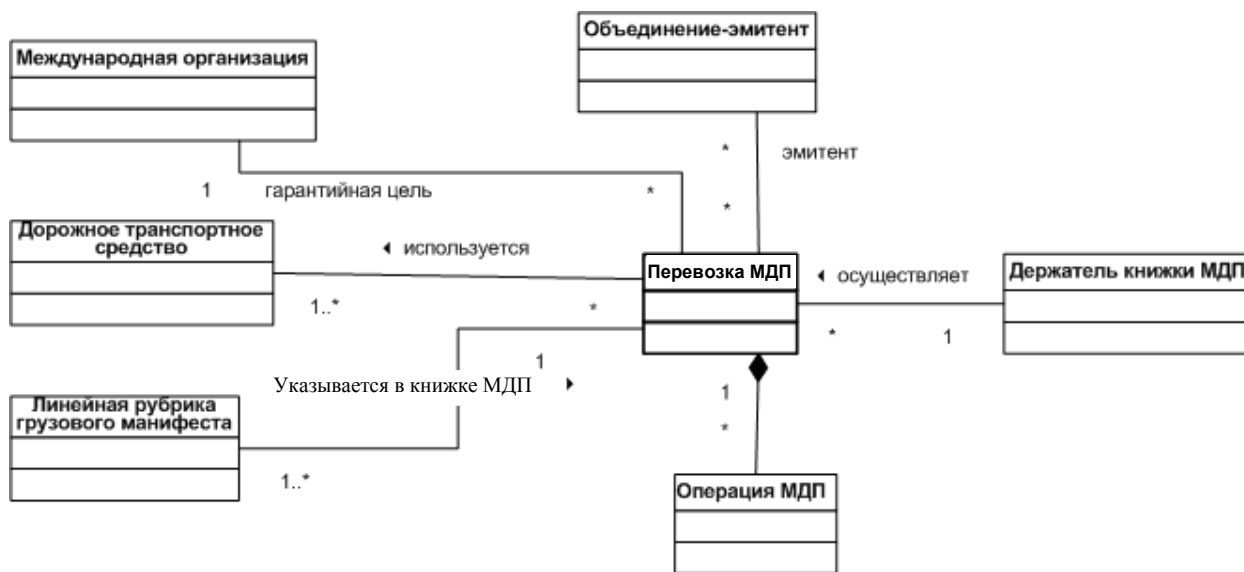 Объединение-эмитент
Международная организация
* эмитент
1 гарантийная цель *
*
Дорожное транспортное
средство
◄ используется
Перевозка МДП
◄ осуществляет
Держатель книжки МДП
1..* *
* 1
1
Указывается в книжке МДП ►
Линейная рубрика
грузового манифеста
1
*
1..*
Операция МДП